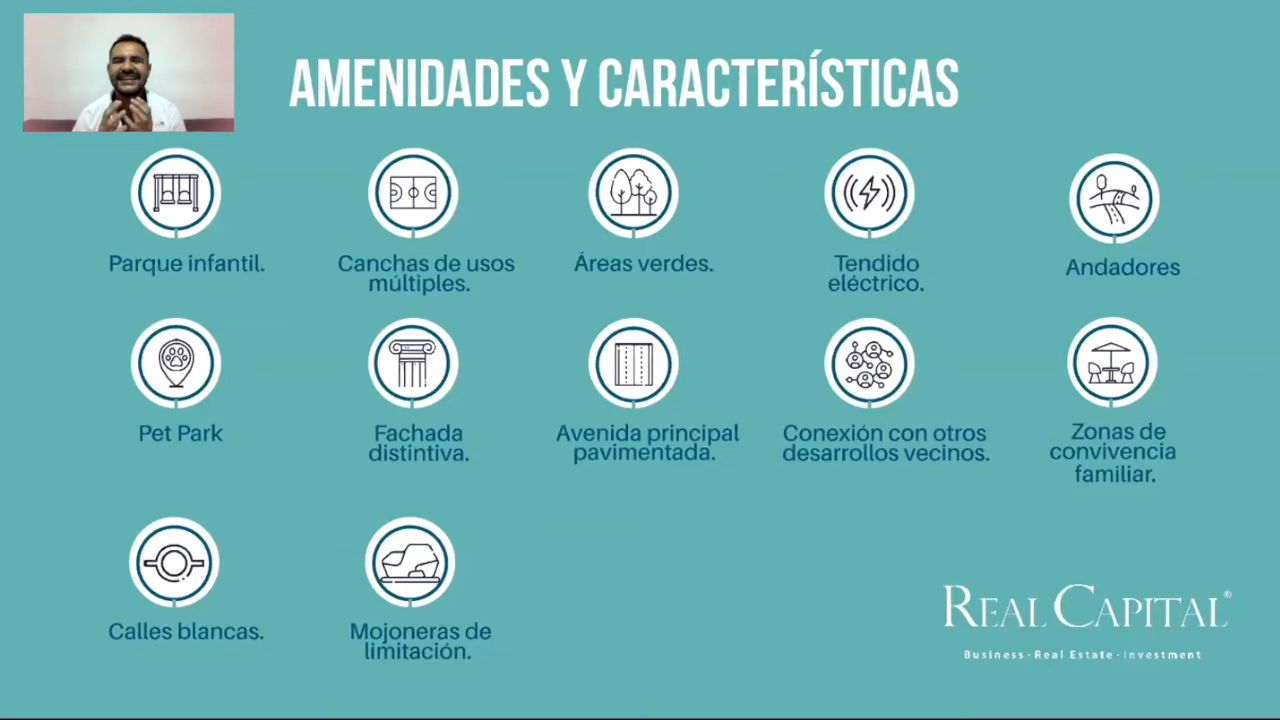 AMENIDADES Y CARACTERÍSTICAS
Parque infantil.
Canchas de usos
múltiples.
Áreas verdes.
Tendido
eléctrico.
Andadores
Pet Park
Fachada
distintiva.
Avenida principal
pavimentada.
Conexión con otros
desarrollos vecinos.
Zonas de
convivencia
familiar.
Calles blancas.
Mojoneras de
limitación.
REAL CAPITAL®
Business · Real Estate · Investment